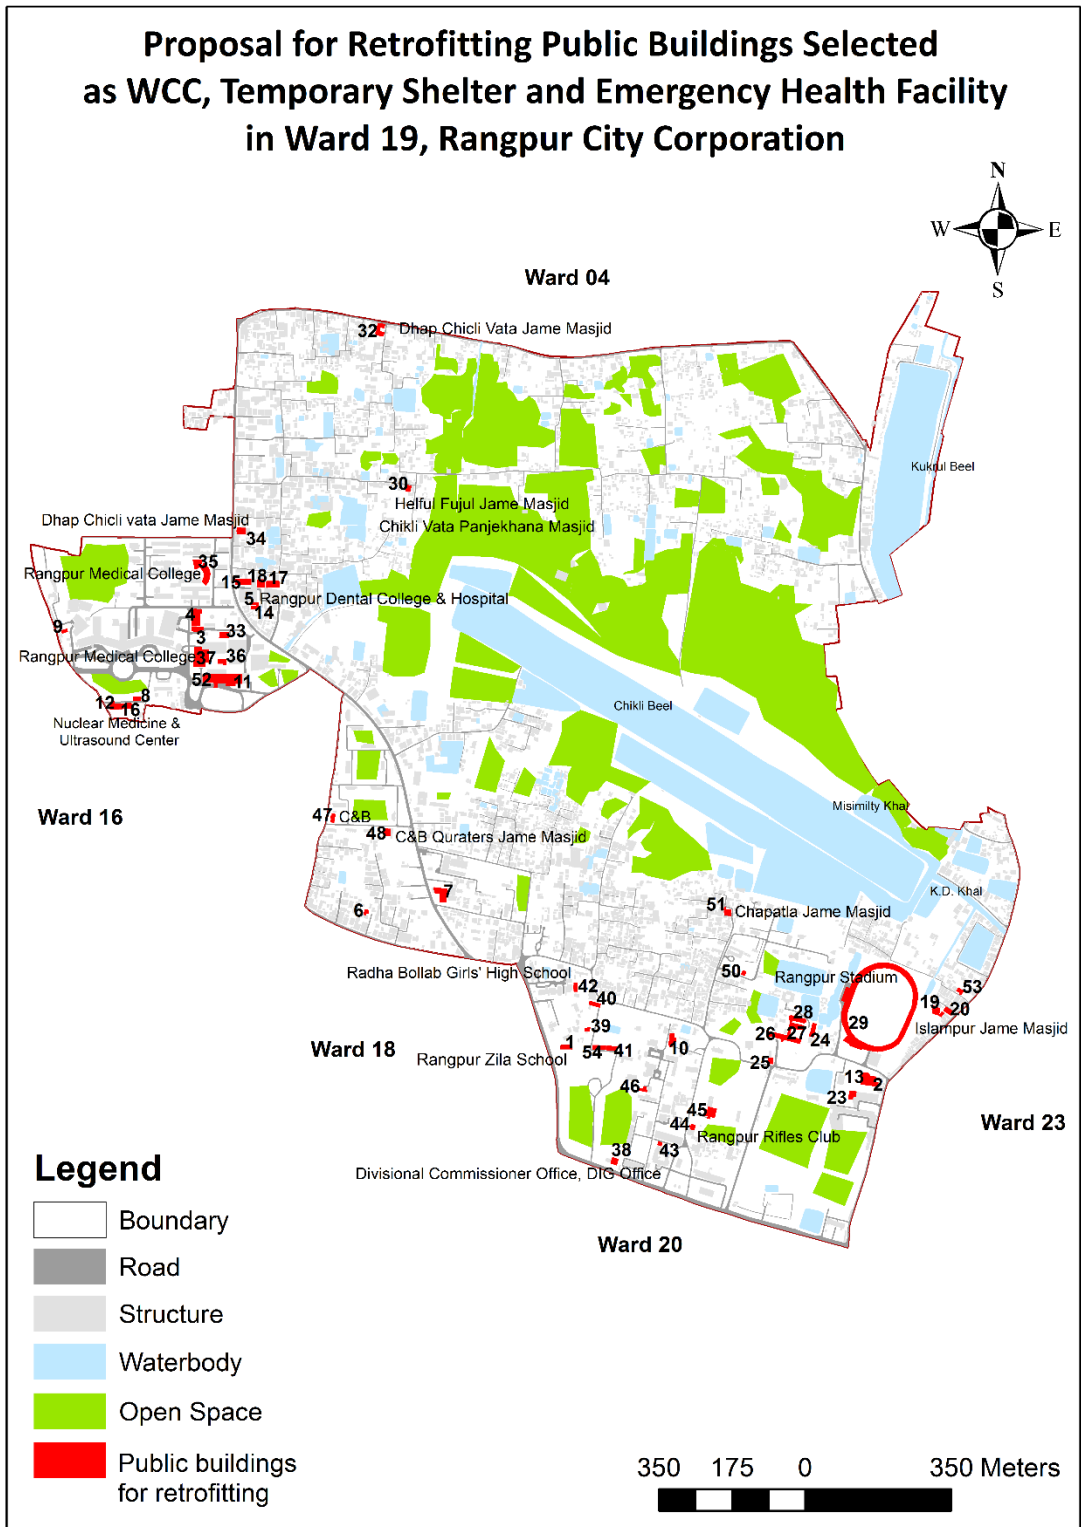 Proposal for Retrofitting Public Buildings Selected
as WCC, Temporary Shelter and Emergency Health Facility
in Ward 19, Rangpur City Corporation
N
W E
S
Ward 04
32 Dhap Chicli Vata Jame Masjid
Kukrul Beel
30
Helful Fujul Jame Masjid
Dhap Chicli vata Jame Masjid
Chikli Vata Panjekhana Masjid
34
35
Rangpur Medical College
15 18 17
5 Rangpur Dental College & Hospital
14
4
9
3 33
Rangpur Medical College 37 36
52 11
8
12 16
Nuclear Medicine &
Ultrasound Center
Chikli Beel
Misimilty Khal
Ward 16
47 C&B
48 C&B Quraters Jame Masjid
K.D. Khal
7
51
6 Chapatla Jame Masjid
Radha Bollab Girls' High School
50 Rangpur Stadium
42
53
40
28 19 20
29 Islampur Jame Masjid
39
26 27 24
Ward 18
1 54 41 10
Rangpur Zila School
25
13 2
46
23
45
44 Rangpur Rifles Club
Ward 23
38 43
Divisional Commissioner Office, DIG Office
Ward 20
Legend
Boundary
Road
Structure
Waterbody
Open Space
Public buildings
for retrofitting
350 175 0 350 Meters